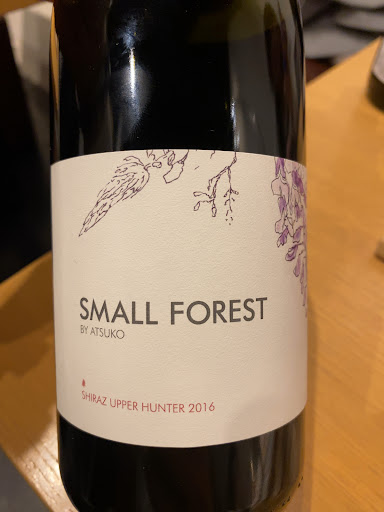 SMALL FOREST
BY ATSUKO
SHIRAZ UPPER HUNTER 2016